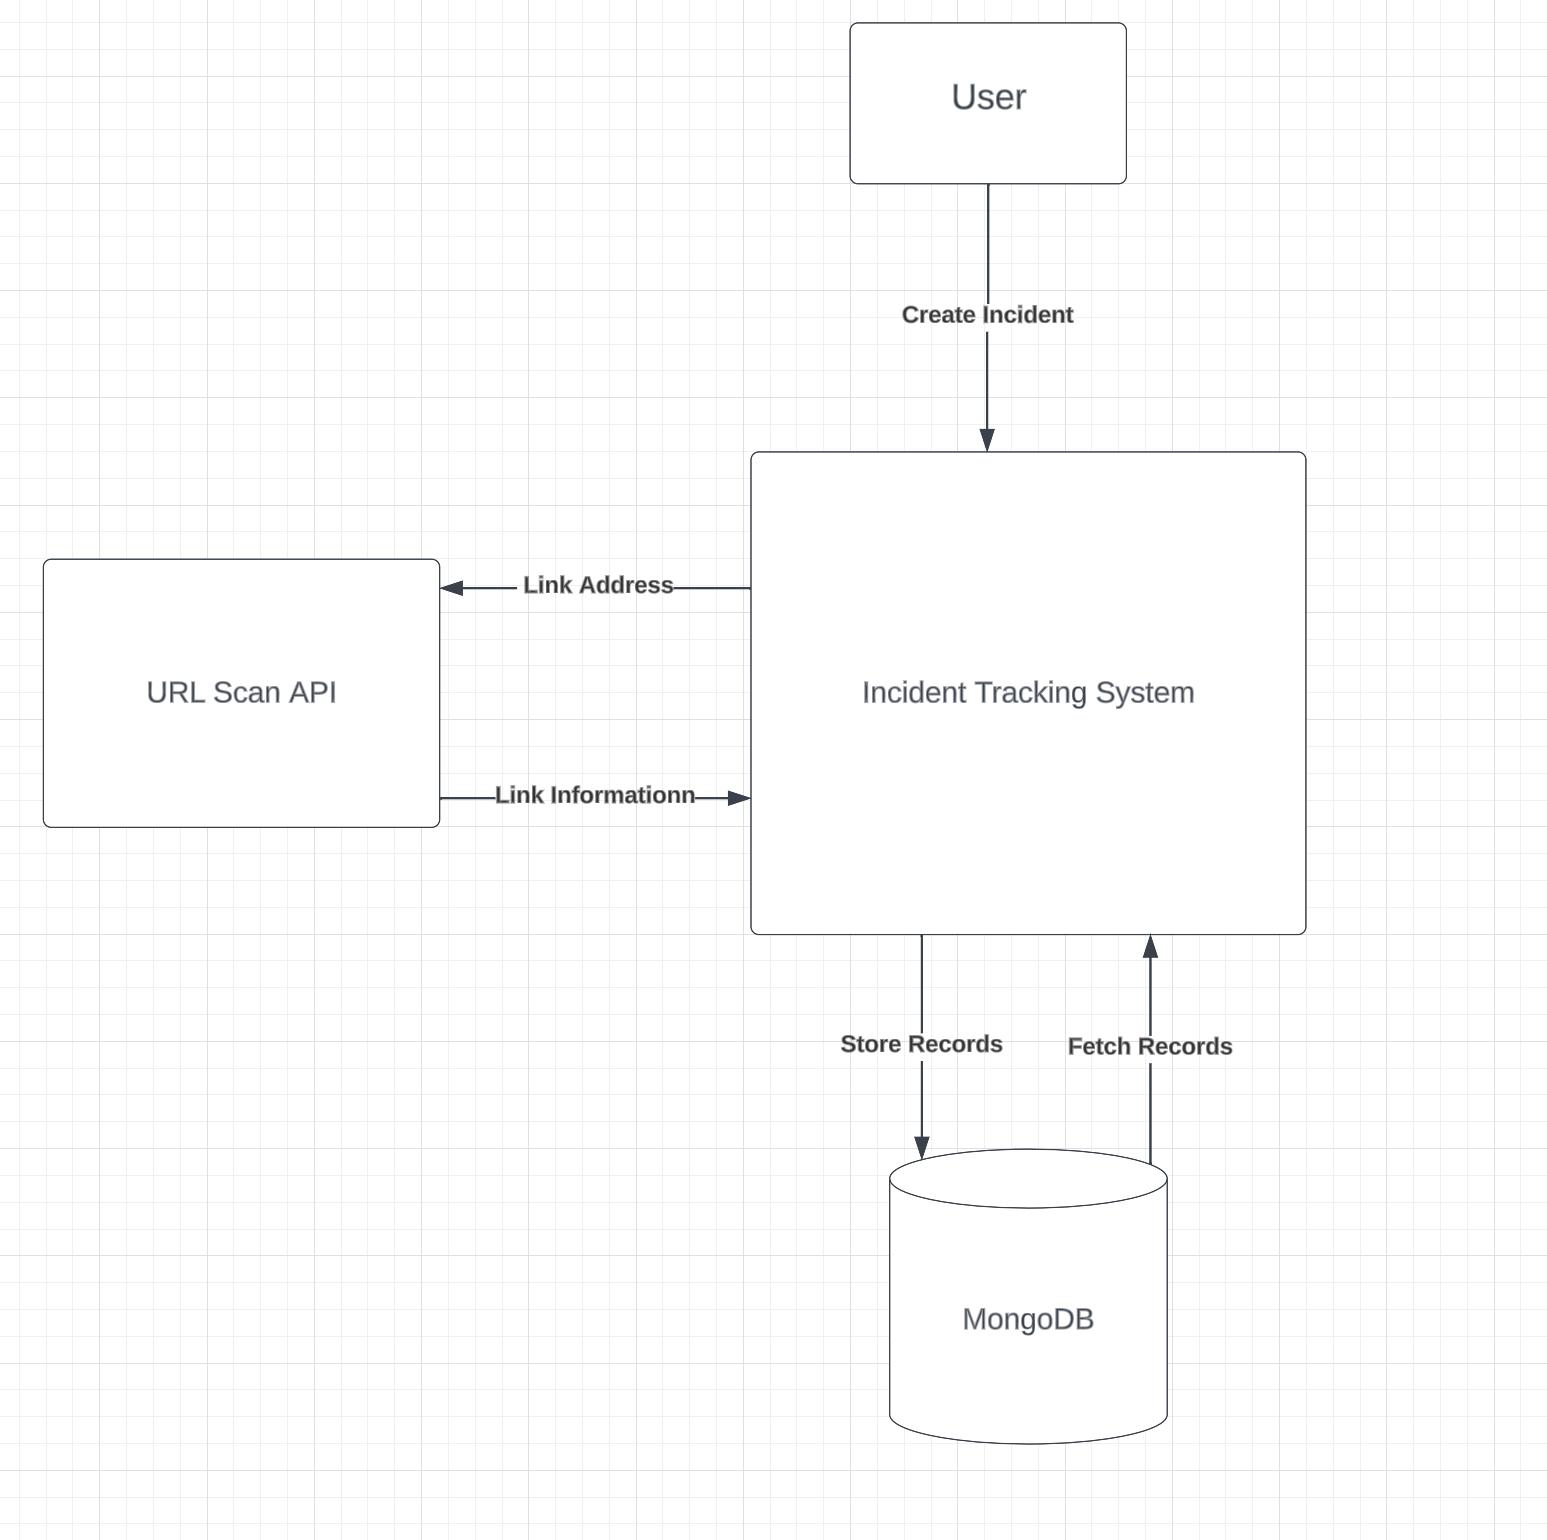 User
Create Incident
Link Address
URL Scan API
Incident Tracking System
Link Informationn
Store Records
Fetch Records
MongoDB